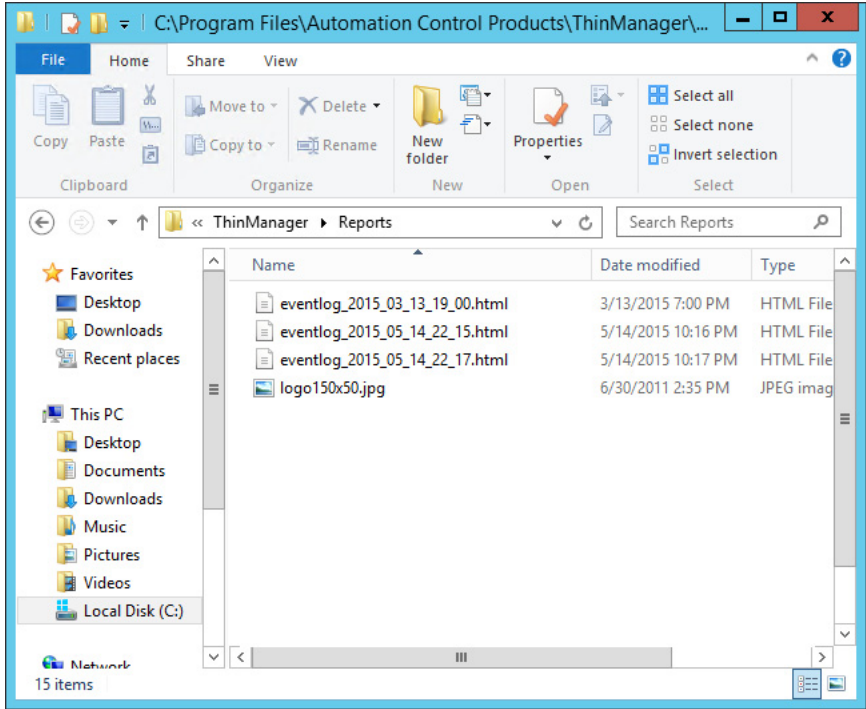 C:\Program Files\Automation Control Products\ThinManager\...
File Home Share View
Copy
Paste
Move to
Copy to
Delete
Rename
New folder
Properties
Select all
Select none
Invert selection
Clipboard Organize New Open Select
« ThinManager Reports
Search Reports
Favorites
Desktop
Downloads
Recent places
This PC
Desktop
Documents
Downloads
Music
Pictures
Videos
Local Disk (C:)
Network
Name Date modified Type
eventlog_2015_03_13_19_00.html 3/13/2015 7:00 PM HTML File
eventlog_2015_05_14_22_15.html 5/14/2015 10:16 PM HTML File
eventlog_2015_05_14_22_17.html 5/14/2015 10:17 PM HTML File
logo150x50.jpg 6/30/2011 2:35 PM JPEG imag
15 items